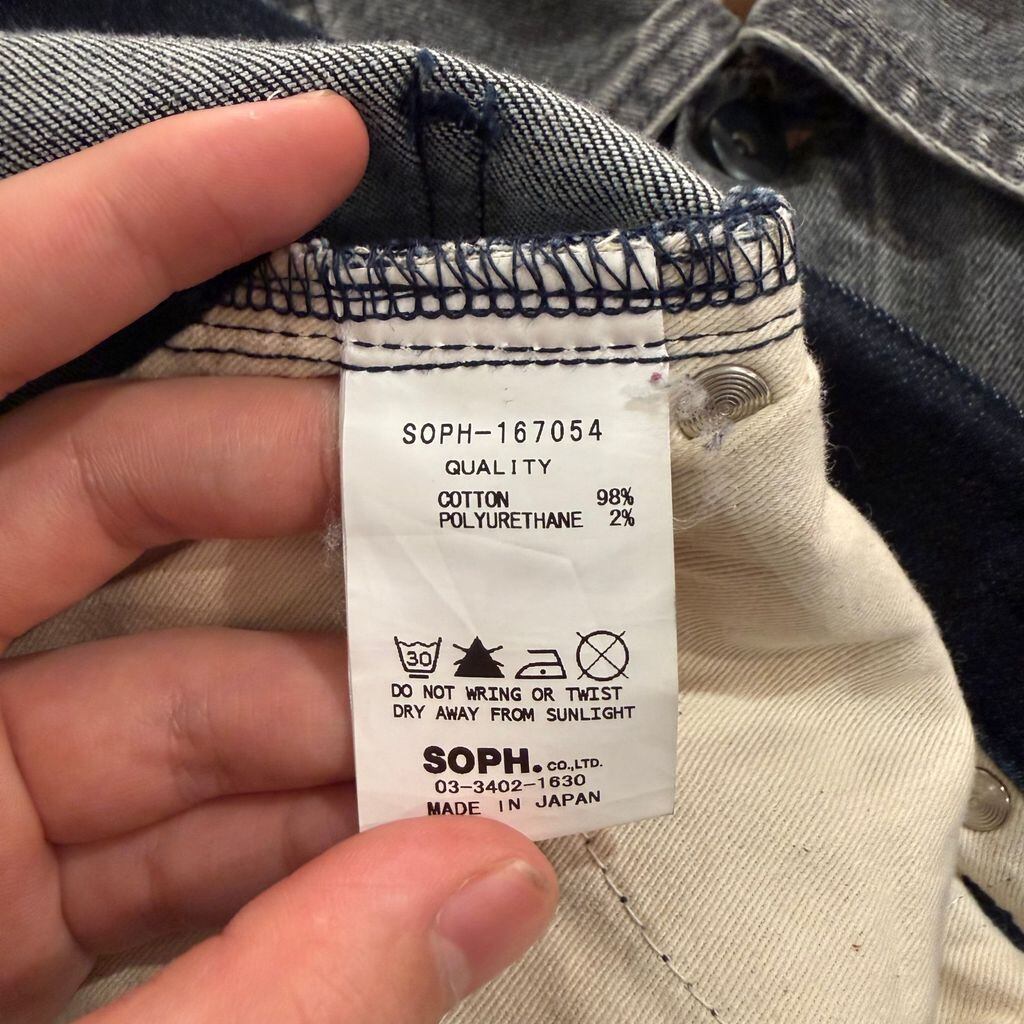 SOPH-167054
QUALITY
COTTON 98%
POLYURETHANE 2%
30
DO NOT WRING OR TWIST
DRY AWAY FROM SUNLIGHT
SOPH. CO.,LTD.
03-3402-1630
MADE IN JAPAN